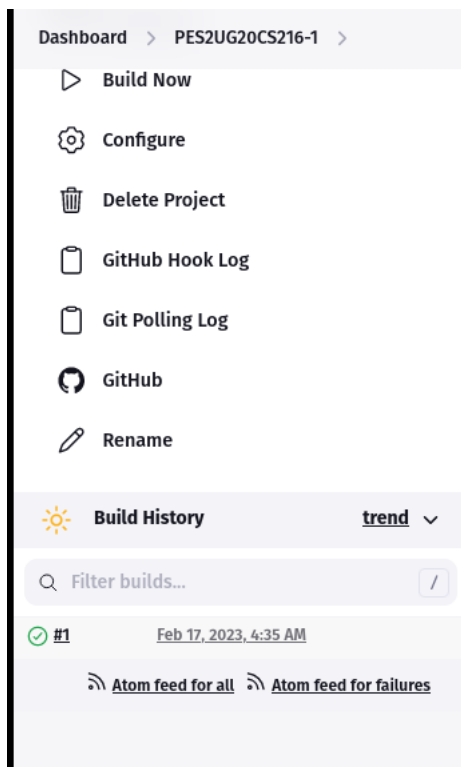 Dashboard > PES2UG20CS216-1 >
Build Now
Configure
Delete Project
GitHub Hook Log
Git Polling Log
GitHub
Rename
Build History trend
Filter builds... /
#1 Feb 17, 2023, 4:35 AM
Atom feed for all Atom feed for failures